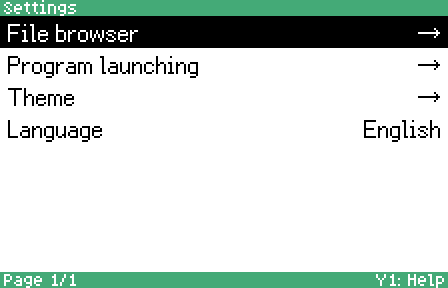 Settings
File browser →
Program launching →
Theme →
Language English
Page 1/1 Y1: Help